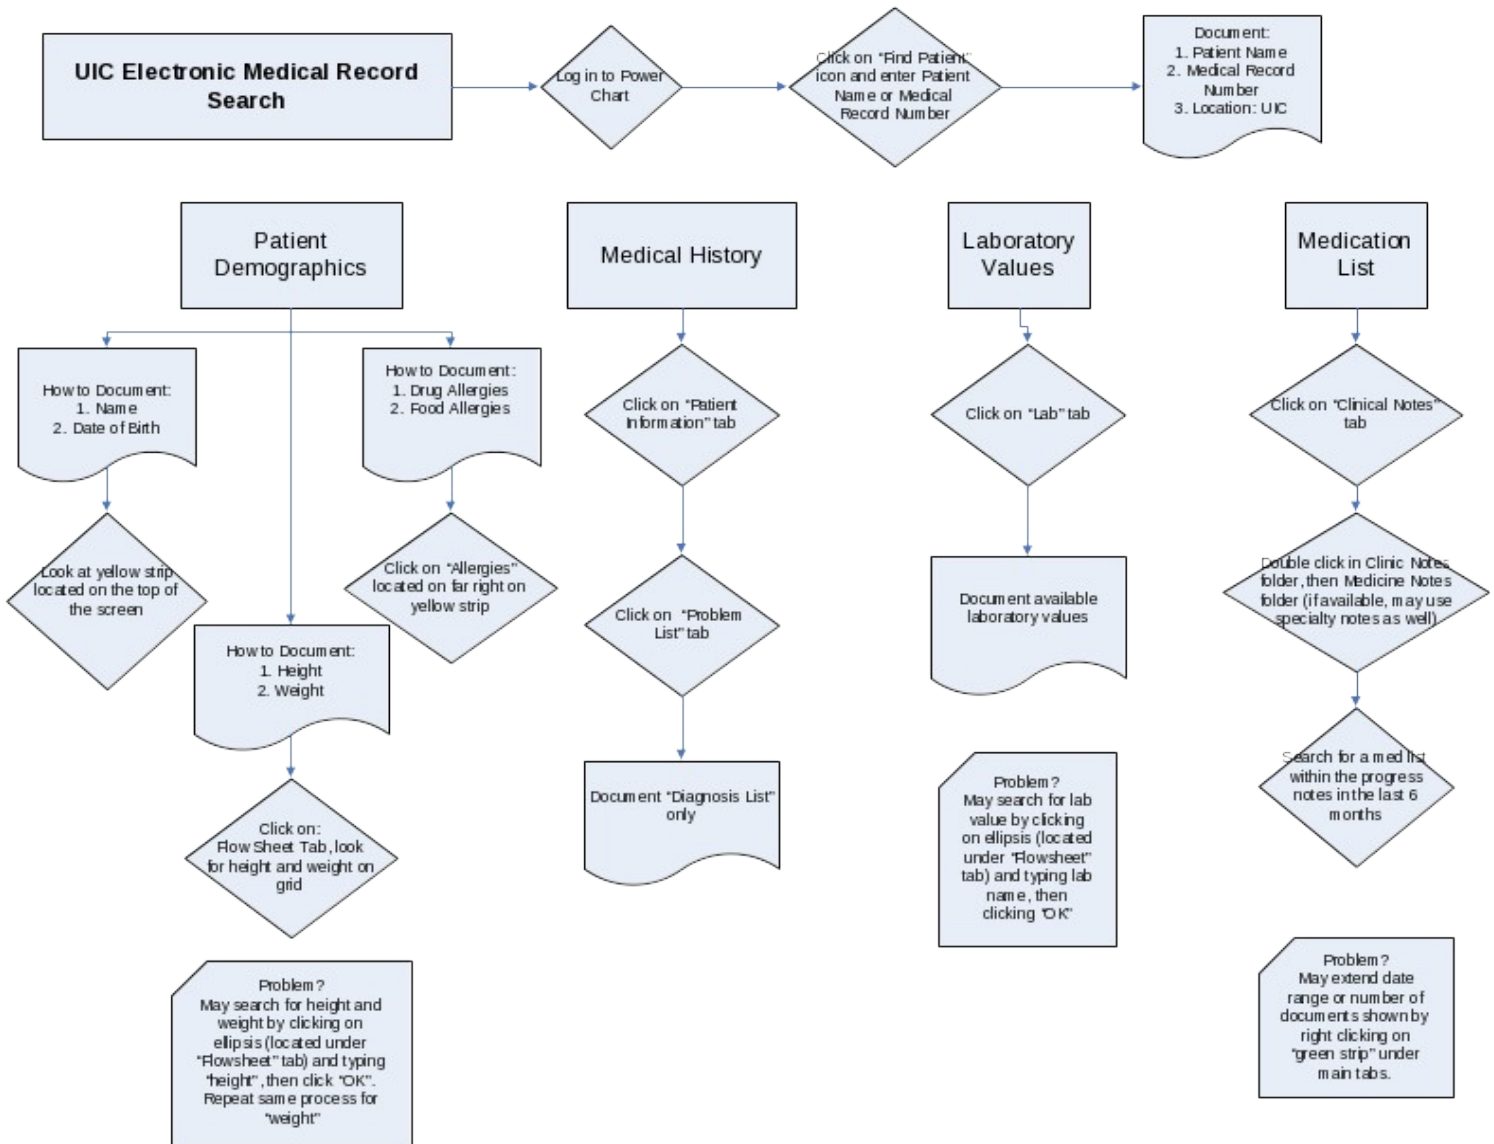 UIC Electronic Medical Record
Search
Log in to Power
Chart
Click on “Find Patient”
icon and enter Patient
Name or Medical
Record Number
Document:
1. Patient Name
2. Medical Record
Number
3. Location: UIC
Patient
Demographics
How to Document:
1. Name
2. Date of Birth
Look at yellow strip
located on the top of
the screen
How to Document:
1. Height
2. Weight
Click on:
Flow Sheet Tab, look
for height and weight on
grid
Problem?
May search for height and
weight by clicking on
ellipsis (located under
“Flowsheet” tab) and typing
“height”, then click “OK”.
Repeat same process for
“weight”
How to Document:
1. Drug Allergies
2. Food Allergies
Click on “Allergies”
located on far right on
yellow strip
Medical History
Click on “Patient
Information” tab
Click on “Problem
List” tab
Document “Diagnosis List”
only
Laboratory
Values
Click on “Lab” tab
Document available
laboratory values
Problem?
May search for lab
value by clicking
on ellipsis (located
under “Flowsheet”
tab) and typing lab
name, then
clicking “OK”
Medication
List
Click on “Clinical Notes”
tab
Double click in Clinic Notes
folder, then Medicine Notes
folder (if available, may use
specialty notes as well)
Search for a med list
within the progress
notes in the last 6
months
Problem?
May extend date
range or number of
documents shown by
right clicking on
“green strip” under
main tabs.